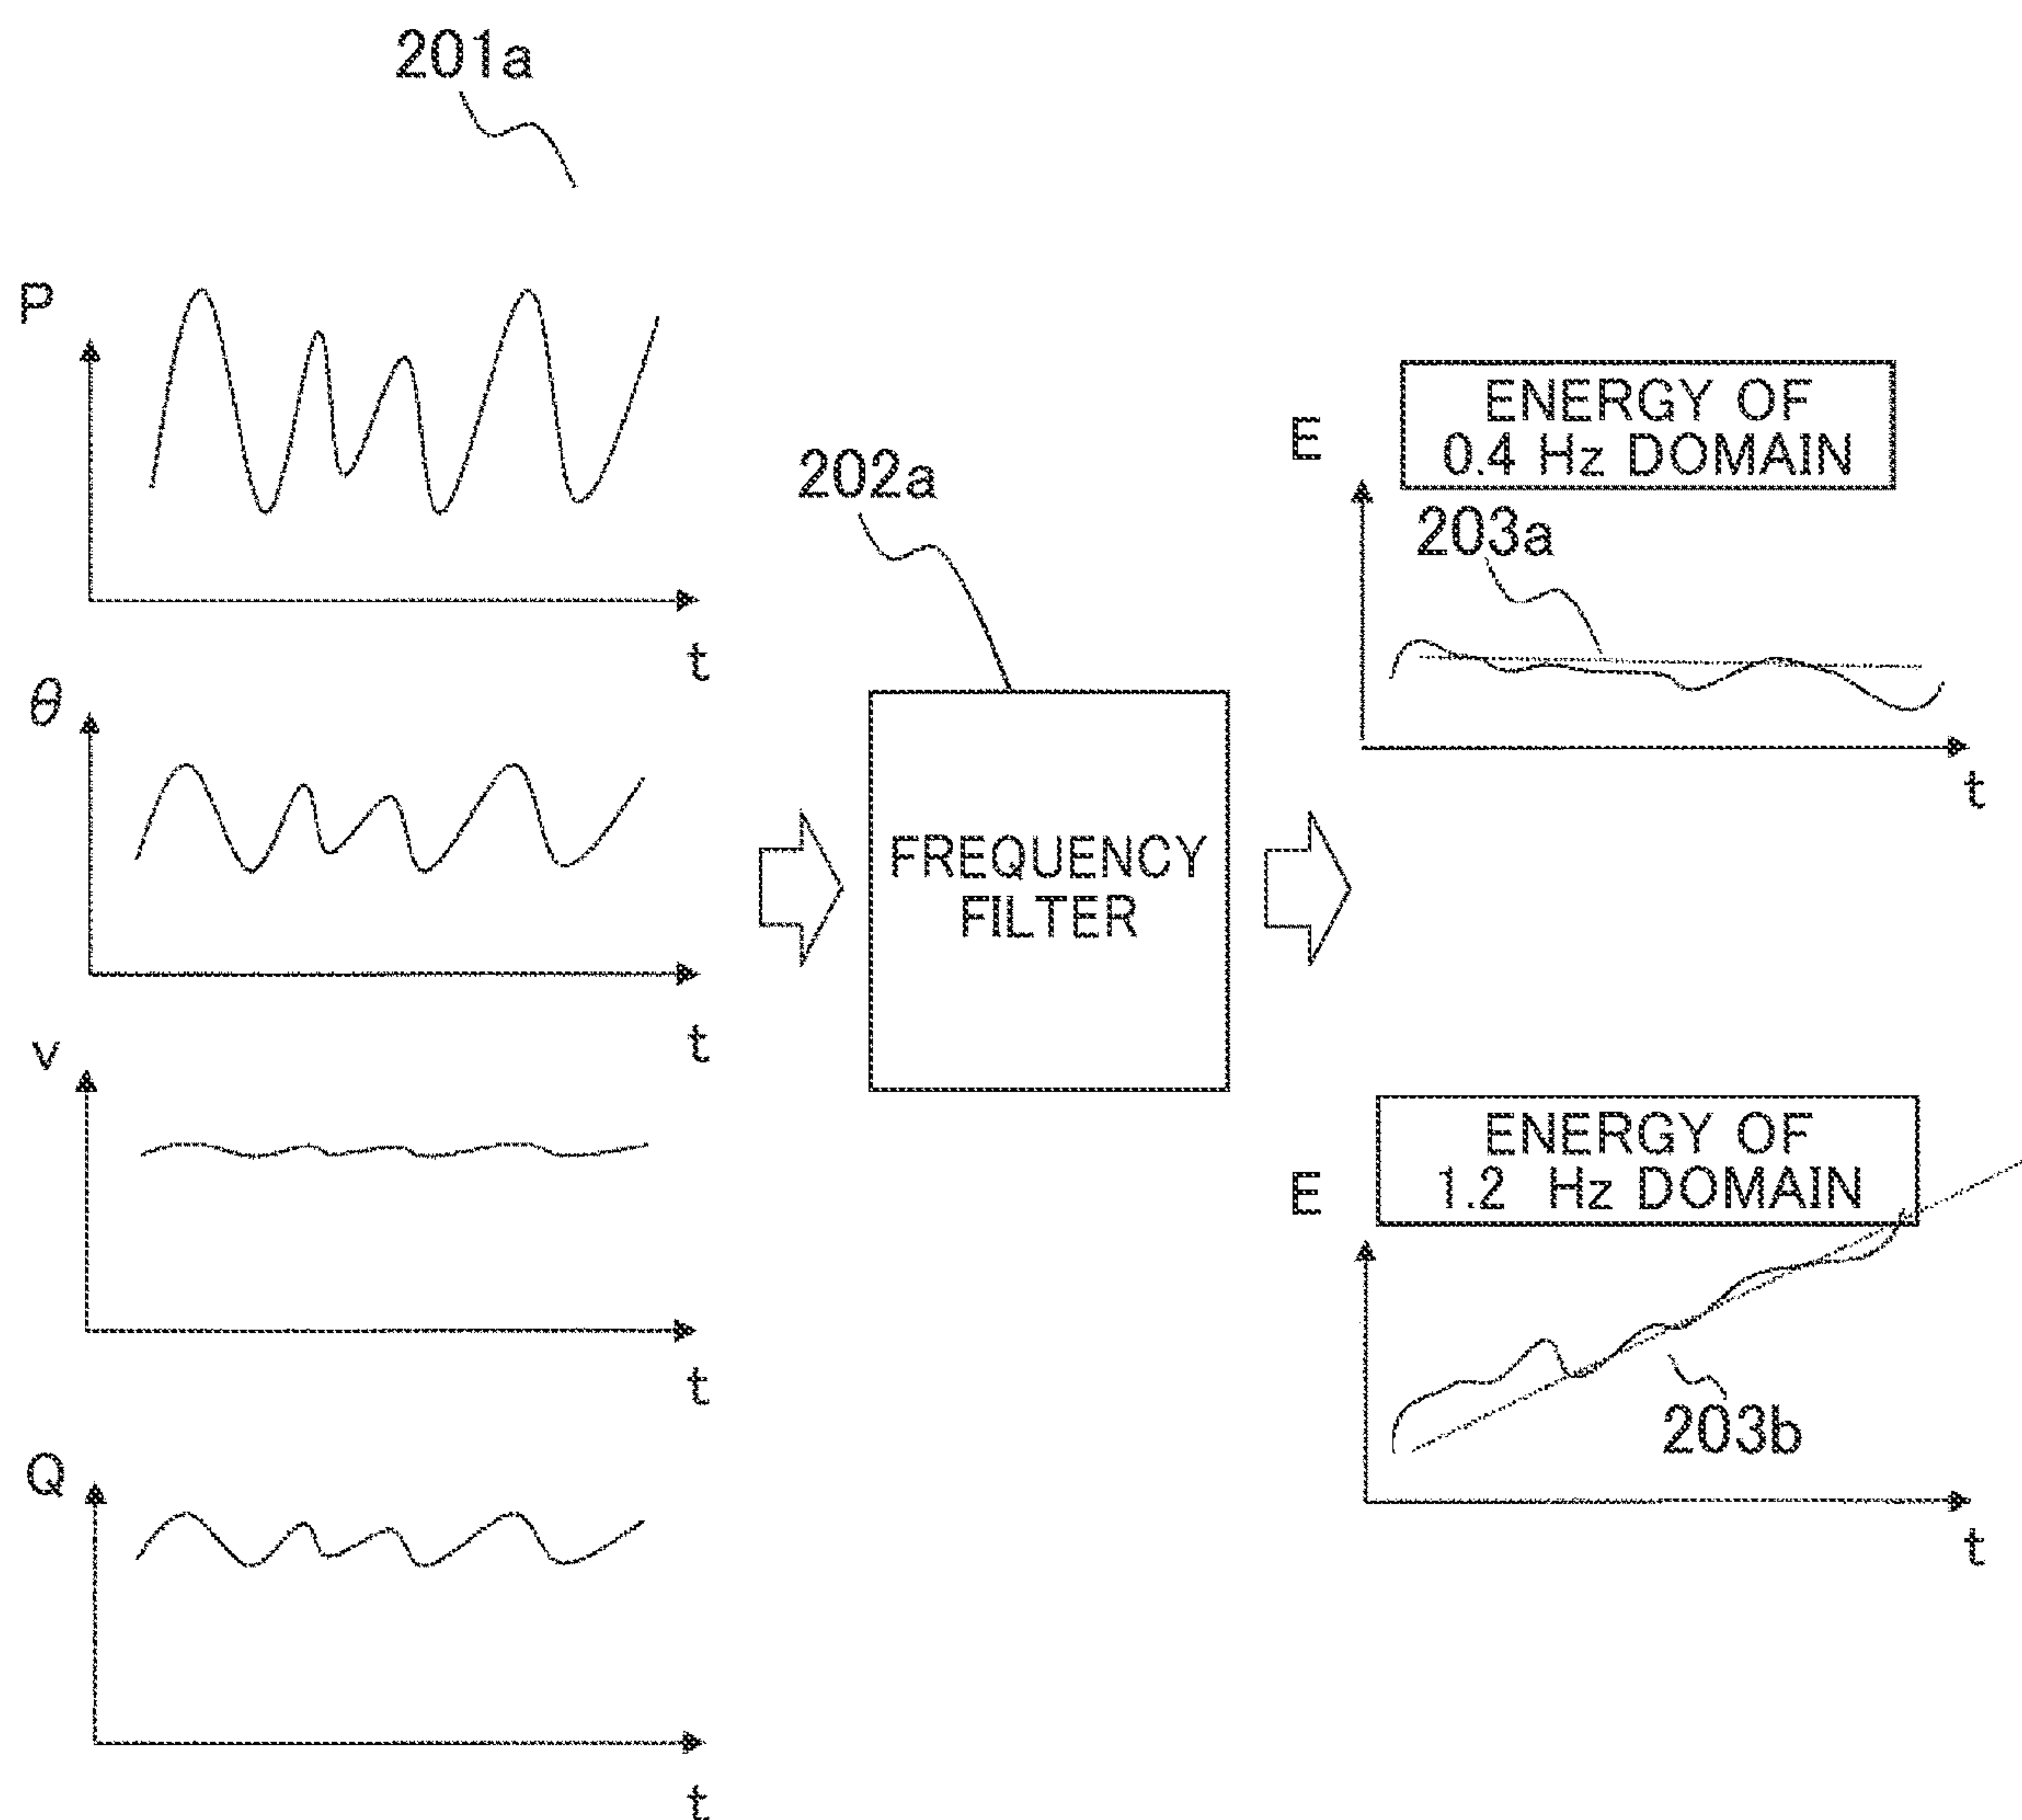 201a
P
t
θ
t
v
t
Q
t
202a
FREQUENCY
FILTER
ENERGY OF
0.4 Hz DOMAIN
E
203a
t
ENERGY OF
1.2 Hz DOMAIN
E
203b
t